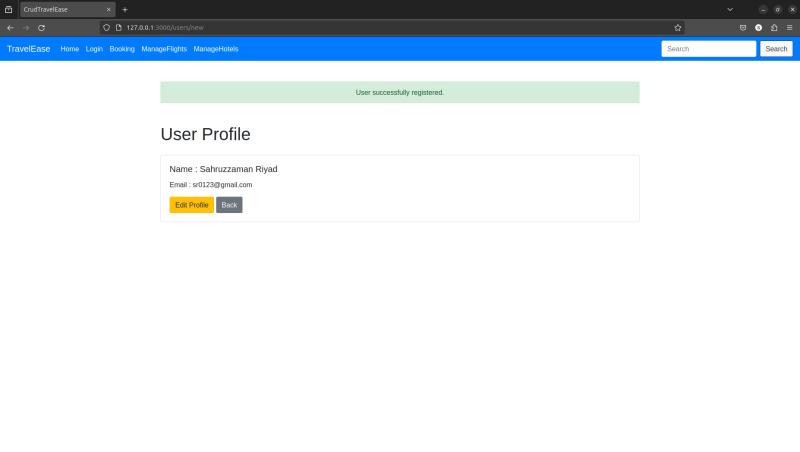 CrudTravelEase
127.0.0.1:3000/users/new
TravelEase Home Login Booking ManageFlights ManageHotels Search Search
User successfully registered.
User Profile
Name : Sahruzzaman Riyad
Email : sr0123@gmail.com
Edit Profile Back